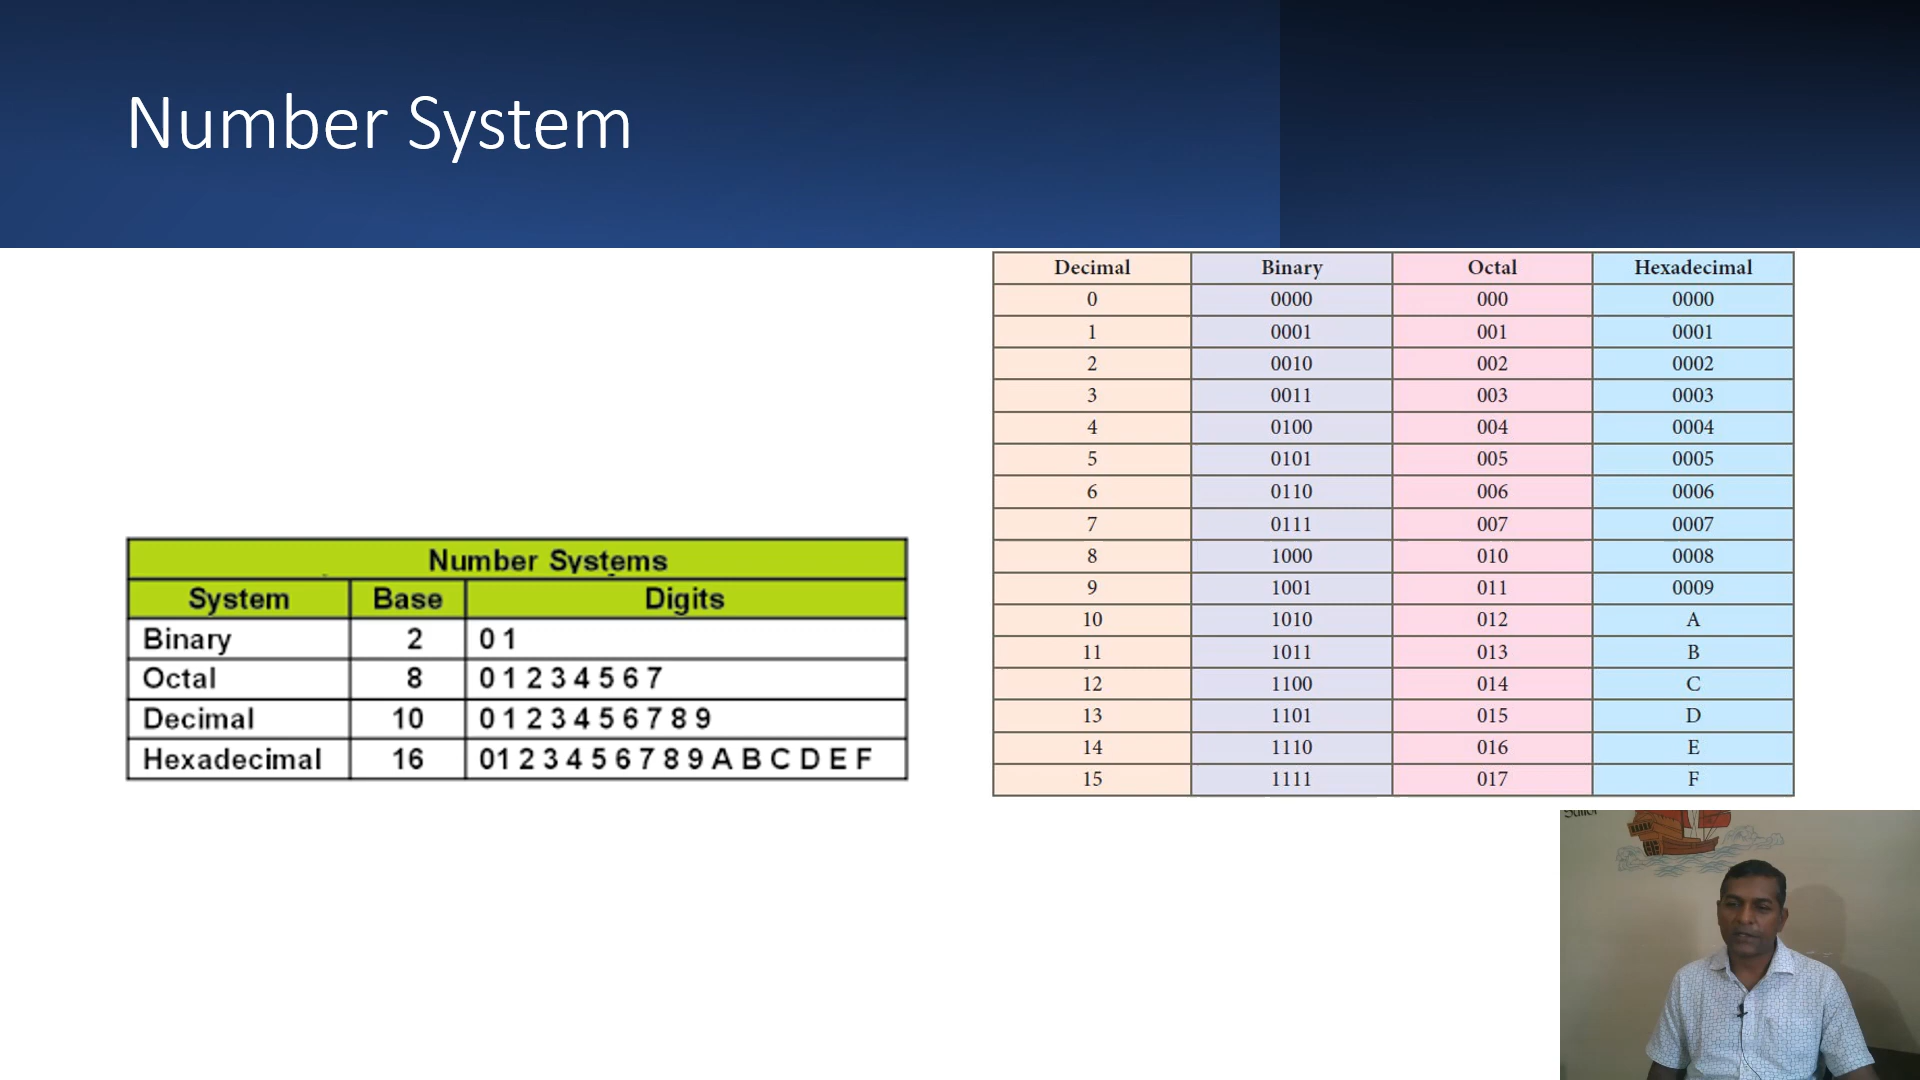 Number System
Number Systems
System Base Digits
Binary 2 0 1
Octal 8 0 1 2 3 4 5 6 7
Decimal 10 0 1 2 3 4 5 6 7 8 9
Hexadecimal 16 01 2 3 4 5 6 7 8 9 A B C D E F
Decimal Binary Octal Hexadecimal
0 0000 000 0000
1 0001 001 0001
2 0010 002 0002
3 0011 003 0003
4 0100 004 0004
5 0101 005 0005
6 0110 006 0006
7 0111 007 0007
8 1000 010 0008
9 1001 011 0009
10 1010 012 A
11 1011 013 B
12 1100 014 C
13 1101 015 D
14 1110 016 E
15 1111 017 F